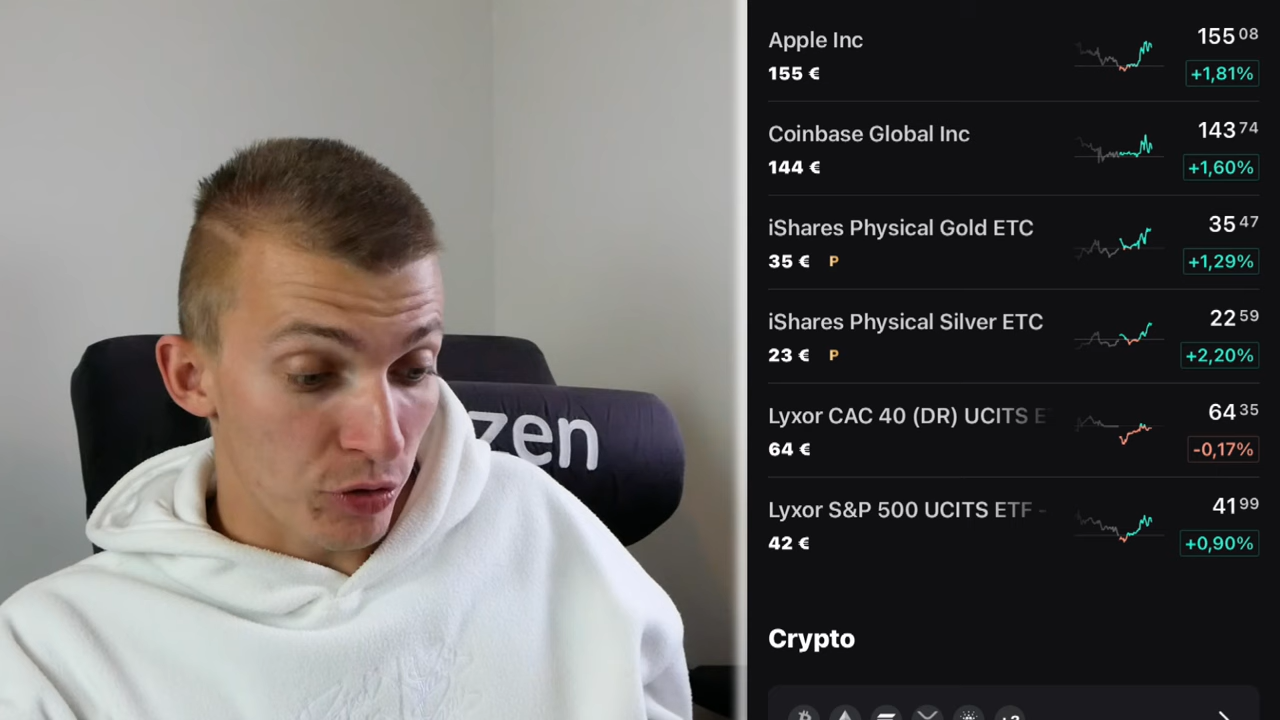 Apple Inc
155 08
155 €
+1,81%
Coinbase Global Inc
143 74
144 €
+1,60%
iShares Physical Gold ETC
35 47
35 € P
+1,29%
iShares Physical Silver ETC
22 59
23 € P
+2,20%
Lyxor CAC 40 (DR) UCITS E
64 35
64 €
-0,17%
Lyxor S&P 500 UCITS ETF -
41 99
42 €
+0,90%
Crypto
zen